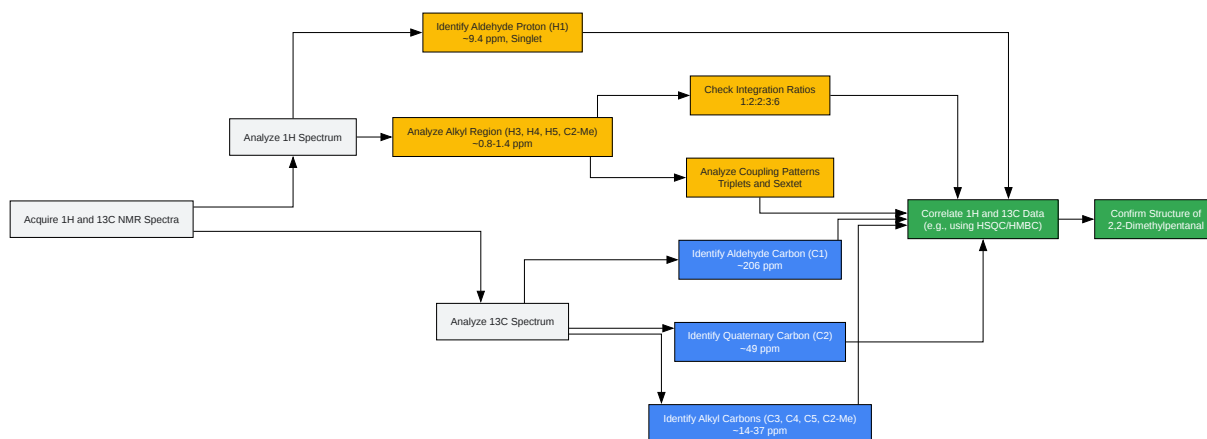 Identify Aldehyde Proton (H1)
~9.4 ppm, Singlet
Check Integration Ratios
1:2:2:3:6
Analyze 1H Spectrum
Analyze Alkyl Region (H3, H4, H5, C2-Me)
~0.8-1.4 ppm
Analyze Coupling Patterns
Triplets and Sextet
Acquire 1H and 13C NMR Spectra
Correlate 1H and 13C Data
(e.g., using HSQC/HMBC)
Confirm Structure of
2,2-Dimethylpentanal
Identify Aldehyde Carbon (C1)
~206 ppm
Analyze 13C Spectrum
Identify Quaternary Carbon (C2)
~49 ppm
Identify Alkyl Carbons (C3, C4, C5, C2-Me)
~14-37 ppm